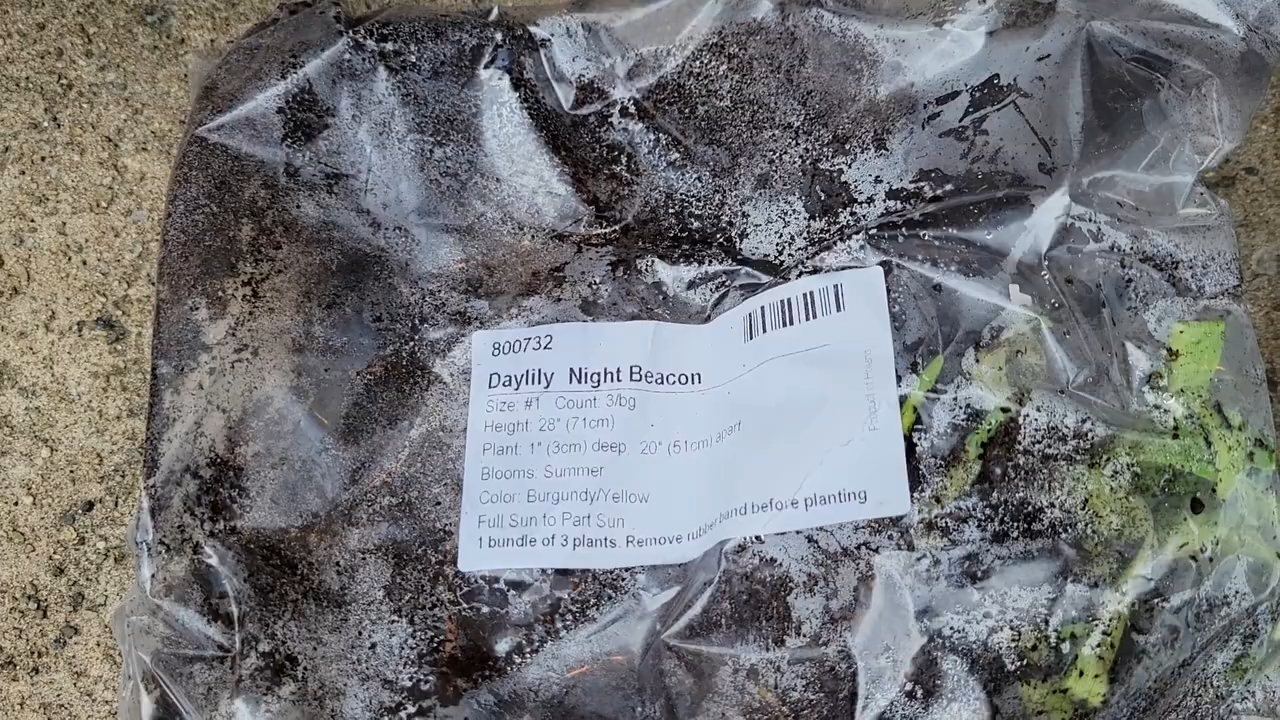 800732
Daylily Night Beacon
Size: #1 Count: 3/bg
Height: 28" (71cm)
Plant: 1" (3cm) deep, 20" (51cm) apart
Blooms: Summer
Color: Burgundy/Yellow
Full Sun to Part Sun
1 bundle of 3 plants. Remove rubber band before planting